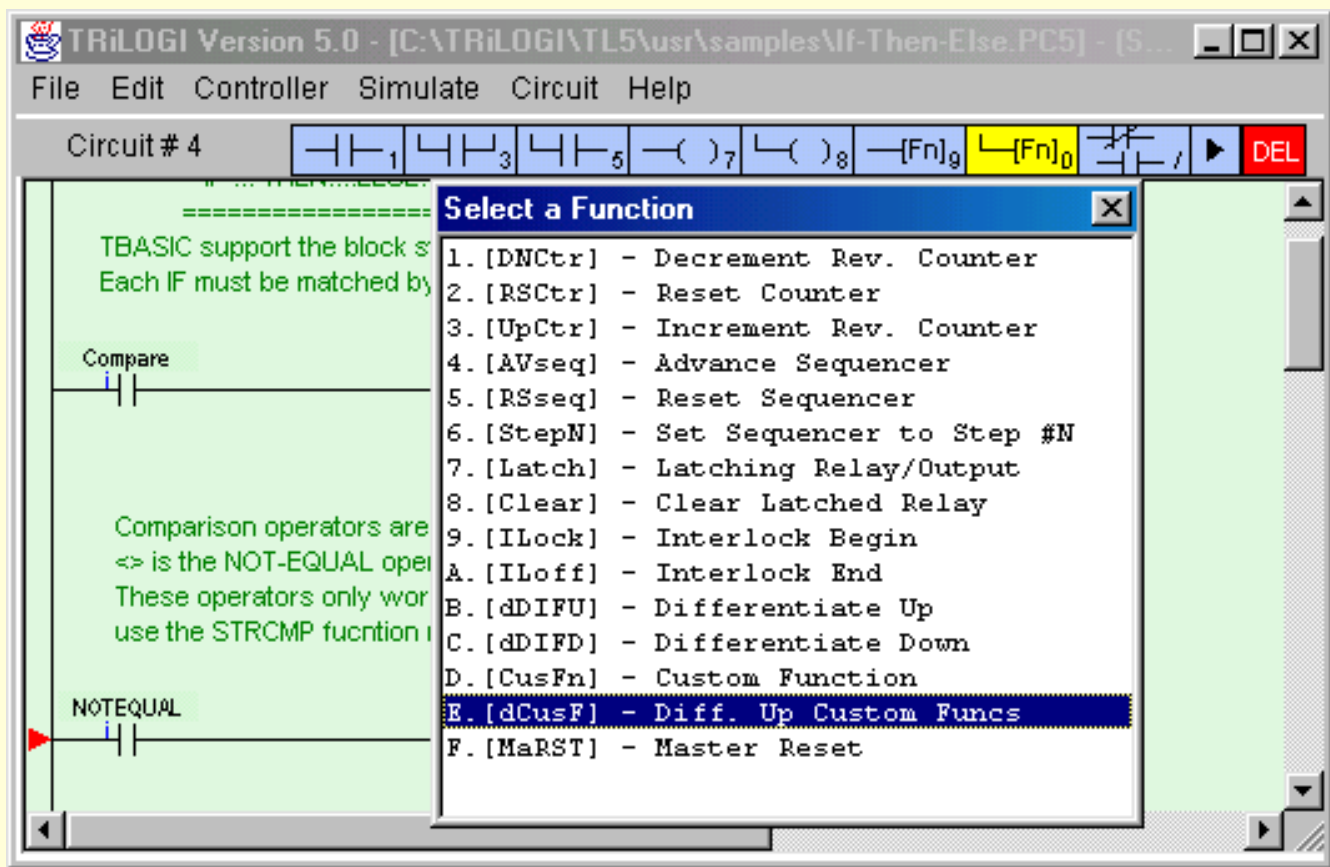 TRiLOGI Version 5.0 - [C:\TRiLOGI\TL5\usr\samples\If-Then-Else.PC5] - (S...
File Edit Controller Simulate Circuit Help
Circuit # 4
1 3 5 7 8 [Fn]9 [Fn]0 / DEL
IF ... THEN....ELSE.
==================
TBASIC support the block s
Each IF must be matched by
Compare
i
Comparison operators are
<> is the NOT-EQUAL oper
These operators only wor
use the STRCMP fucntion
NOTEQUAL
i
Select a Function
1.[DNCtr] - Decrement Rev. Counter
2.[RSCtr] - Reset Counter
3.[UpCtr] - Increment Rev. Counter
4.[AVseq] - Advance Sequencer
5.[RSseq] - Reset Sequencer
6.[StepN] - Set Sequencer to Step #N
7.[Latch] - Latching Relay/Output
8.[Clear] - Clear Latched Relay
9.[ILock] - Interlock Begin
A.[ILoff] - Interlock End
B.[dDIFU] - Differentiate Up
C.[dDIFD] - Differentiate Down
D.[CusFn] - Custom Function
E.[dCusF] - Diff. Up Custom Funcs
F.[MaRST] - Master Reset